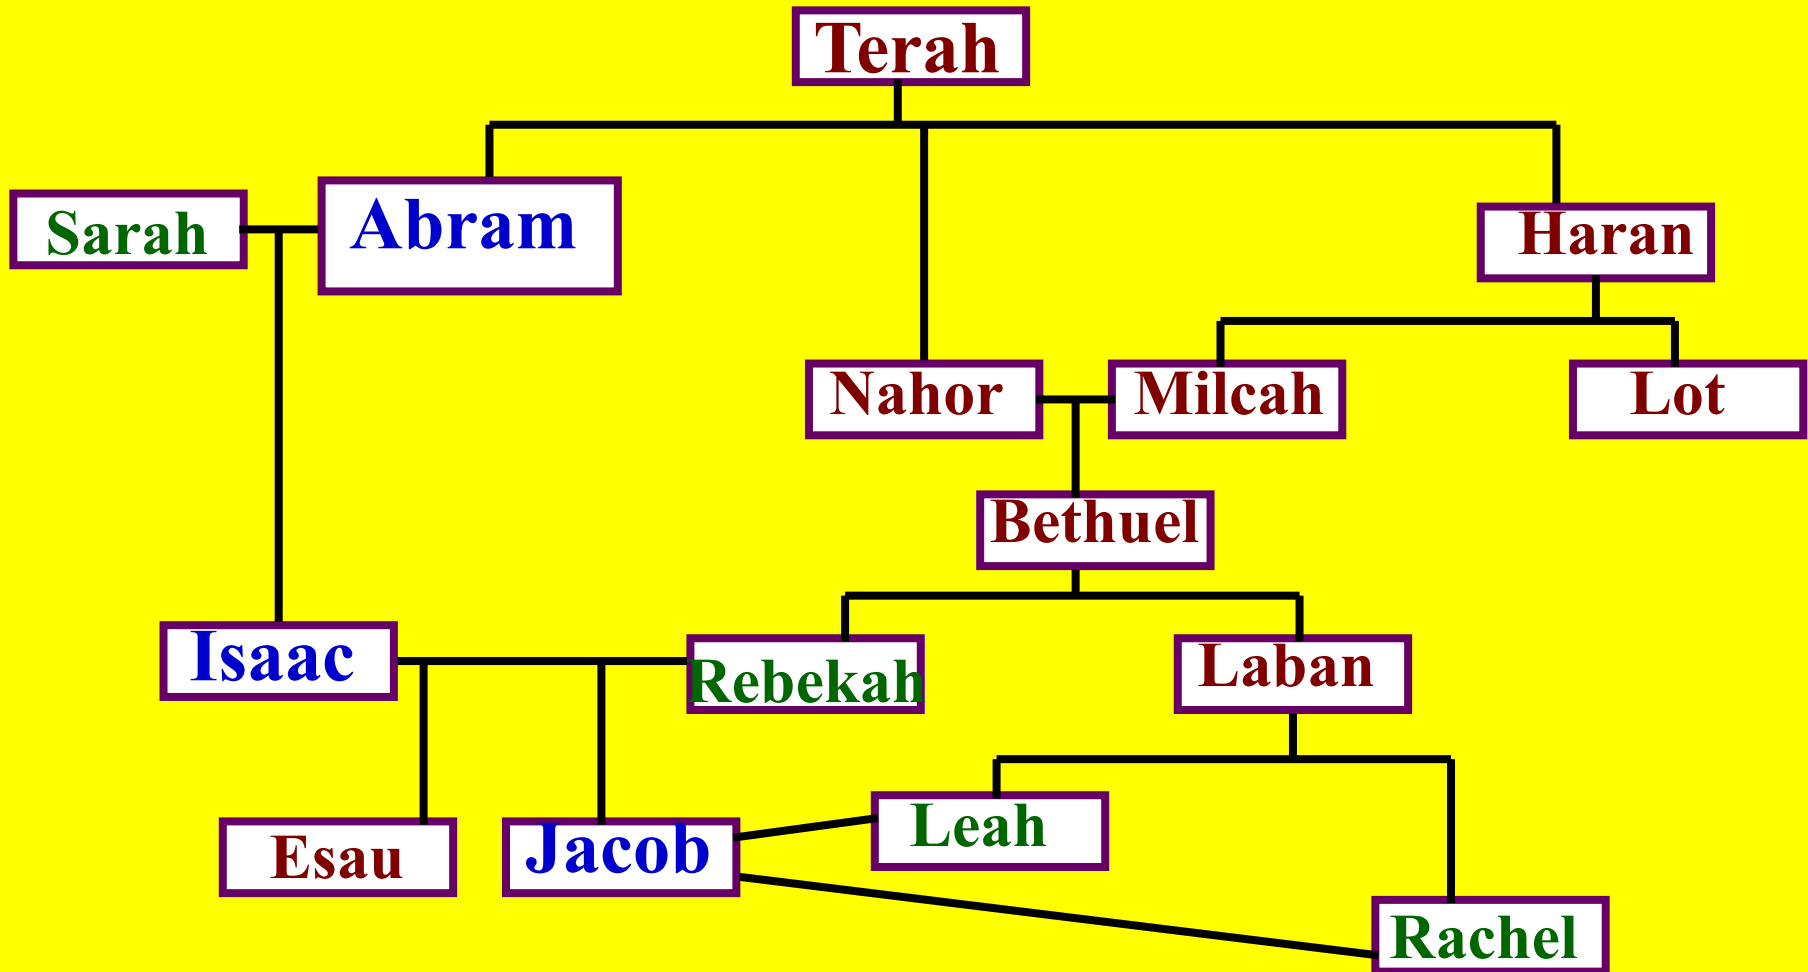 Terah
Sarah
Abram
Haran
Nahor
Milcah
Lot
Bethuel
Isaac
Rebekah
Laban
Esau
Jacob
Leah
Rachel